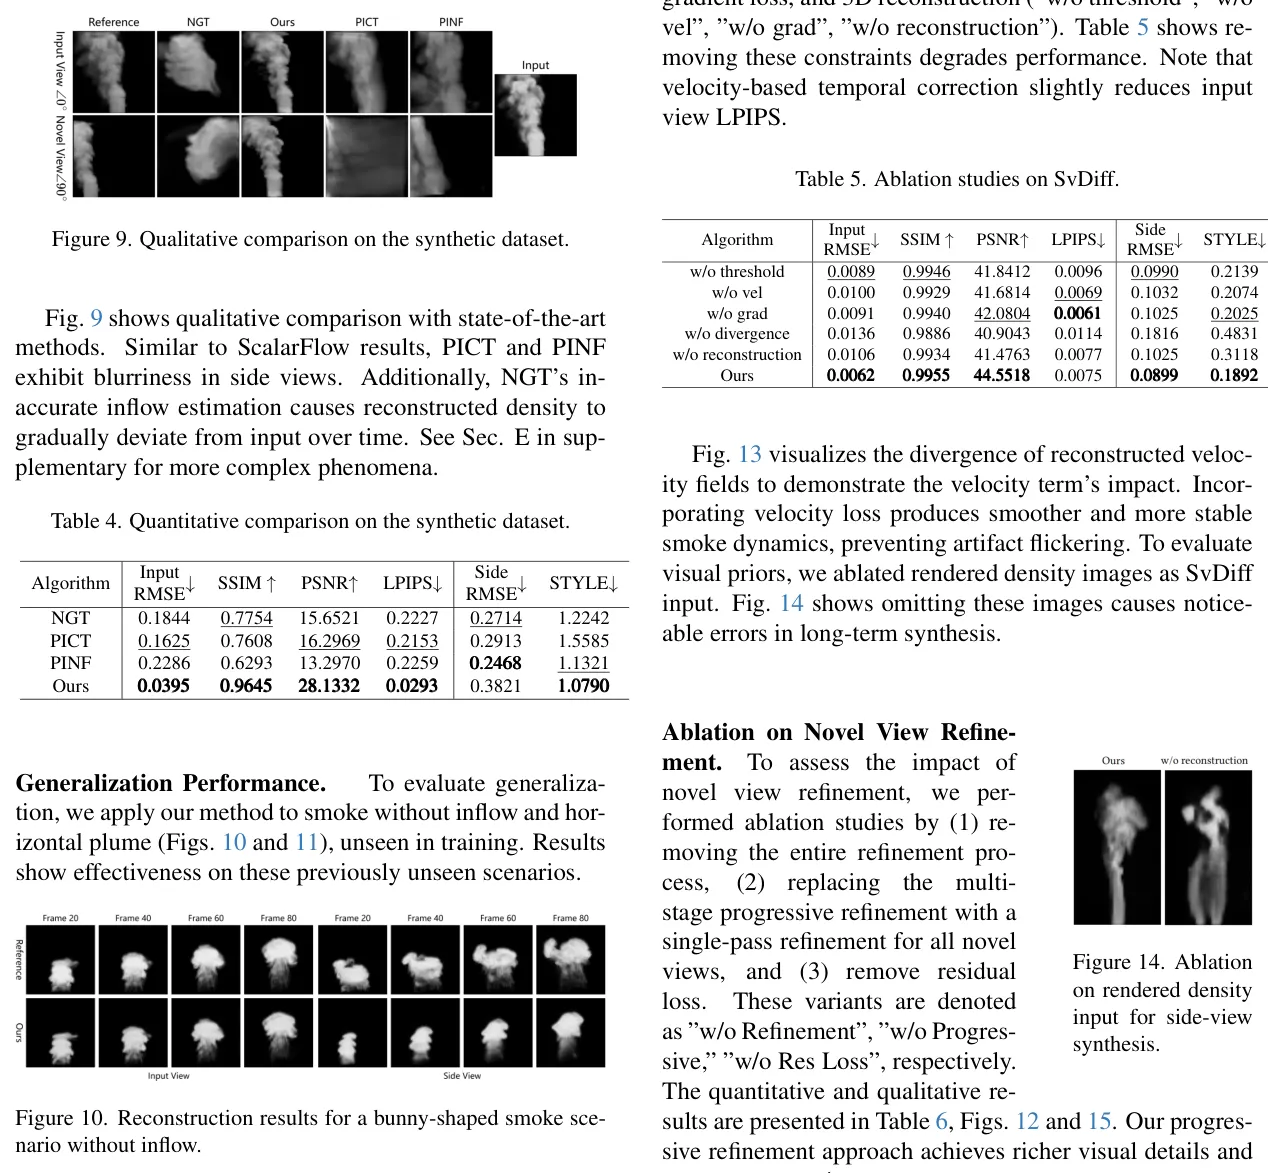 Reference NGT Ours PICT PINF
Input View ∠0° Novel View∠90°
Input
Figure 9. Qualitative comparison on the synthetic dataset.
Fig. 9 shows qualitative comparison with state-of-the-art
methods. Similar to ScalarFlow results, PICT and PINF
exhibit blurriness in side views. Additionally, NGT's in-
accurate inflow estimation causes reconstructed density to
gradually deviate from input over time. See Sec. E in sup-
plementary for more complex phenomena.
Table 4. Quantitative comparison on the synthetic dataset.
Algorithm Input RMSE↓ SSIM ↑ PSNR↑ LPIPS↓ Side RMSE↓ STYLE↓
NGT 0.1844 0.7754 15.6521 0.2227 0.2714 1.2242
PICT 0.1625 0.7608 16.2969 0.2153 0.2913 1.5585
PINF 0.2286 0.6293 13.2970 0.2259 0.2468 1.1321
Ours 0.0395 0.9645 28.1332 0.0293 0.3821 1.0790
Generalization Performance. To evaluate generaliza-
tion, we apply our method to smoke without inflow and hor-
izontal plume (Figs. 10 and 11), unseen in training. Results
show effectiveness on these previously unseen scenarios.
Frame 20 Frame 40 Frame 60 Frame 80 Frame 20 Frame 40 Frame 60 Frame 80
Reference
Ours
Input View Side View
Figure 10. Reconstruction results for a bunny-shaped smoke sce-
nario without inflow.
gradient loss, and 3D reconstruction ("w/o threshold", "w/o
vel", "w/o grad", "w/o reconstruction"). Table 5 shows re-
moving these constraints degrades performance. Note that
velocity-based temporal correction slightly reduces input
view LPIPS.
Table 5. Ablation studies on SvDiff.
Algorithm Input RMSE↓ SSIM ↑ PSNR↑ LPIPS↓ Side RMSE↓ STYLE↓
w/o threshold 0.0089 0.9946 41.8412 0.0096 0.0990 0.2139
w/o vel 0.0100 0.9929 41.6814 0.0069 0.1032 0.2074
w/o grad 0.0091 0.9940 42.0804 0.0061 0.1025 0.2025
w/o divergence 0.0136 0.9886 40.9043 0.0114 0.1816 0.4831
w/o reconstruction 0.0106 0.9934 41.4763 0.0077 0.1025 0.3118
Ours 0.0062 0.9955 44.5518 0.0075 0.0899 0.1892
Fig. 13 visualizes the divergence of reconstructed veloc-
ity fields to demonstrate the velocity term's impact. Incor-
porating velocity loss produces smoother and more stable
smoke dynamics, preventing artifact flickering. To evaluate
visual priors, we ablated rendered density images as SvDiff
input. Fig. 14 shows omitting these images causes notice-
able errors in long-term synthesis.
Ablation on Novel View Refine-
ment. To assess the impact of
novel view refinement, we per-
formed ablation studies by (1) re-
moving the entire refinement pro-
cess, (2) replacing the multi-
stage progressive refinement with a
single-pass refinement for all novel
views, and (3) remove residual
loss. These variants are denoted
as "w/o Refinement", "w/o Progres-
sive," "w/o Res Loss", respectively.
The quantitative and qualitative re-
sults are presented in Table 6, Figs. 12 and 15. Our progres-
sive refinement approach achieves richer visual details and
Ours w/o reconstruction
Figure 14. Ablation
on rendered density
input for side-view
synthesis.